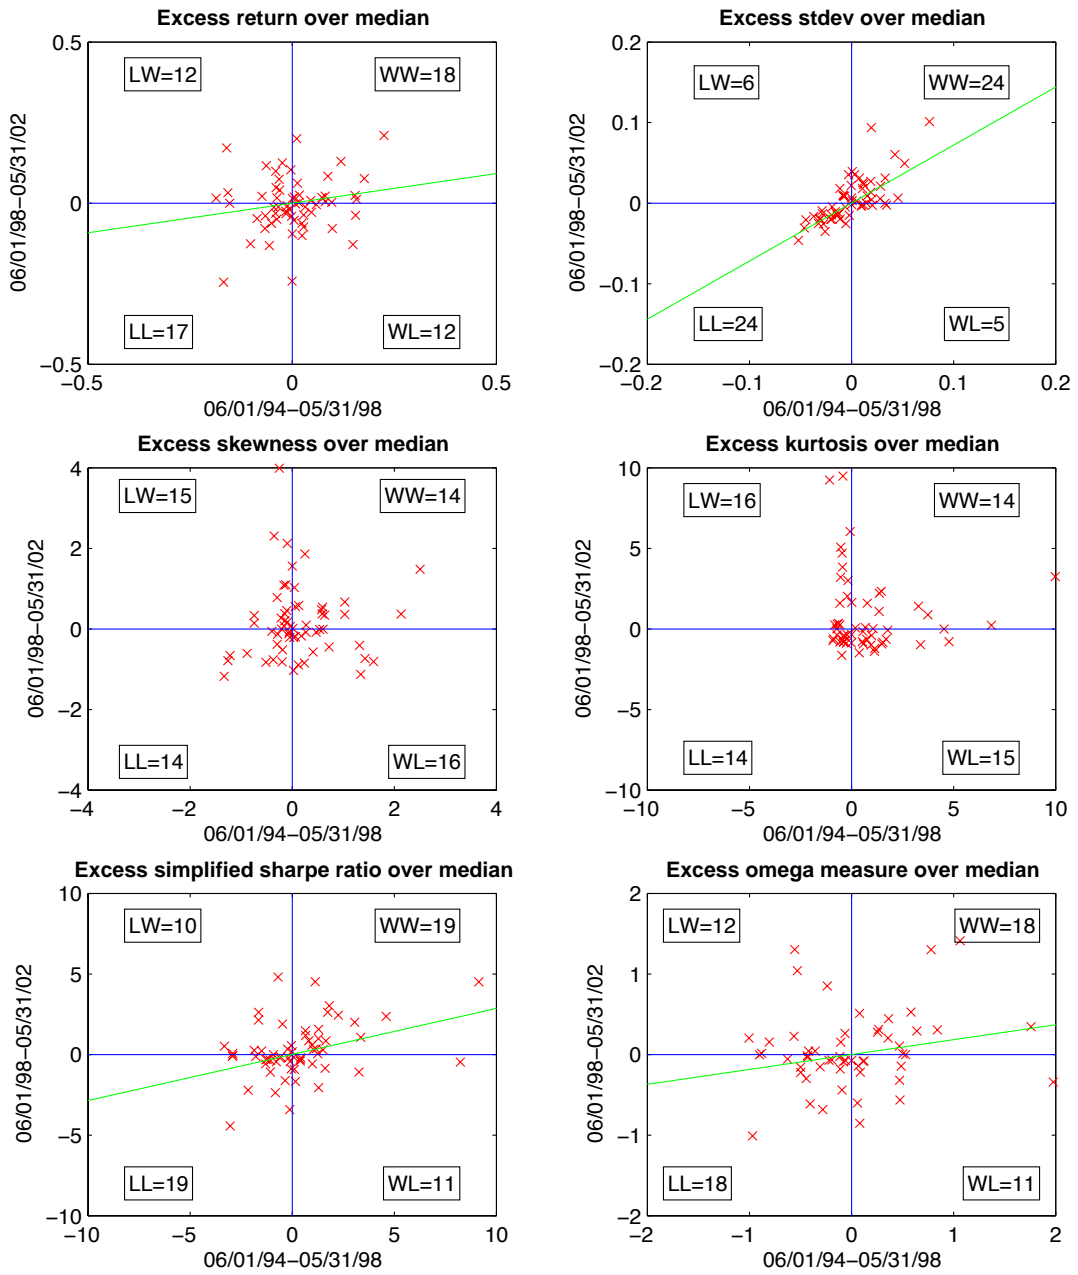 Excess return over median
0.5
LW=12
WW=18
0
LL=17
WL=12
−0.5
−0.5
0
0.5
06/01/94−05/31/98
06/01/98−05/31/02
Excess stdev over median
0.2
LW=6
WW=24
0.1
0
−0.1
LL=24
WL=5
−0.2
−0.2
−0.1
0
0.1
0.2
06/01/94−05/31/98
06/01/98−05/31/02
Excess skewness over median
4
LW=15
WW=14
2
0
−2
LL=14
WL=16
−4
−4
−2
0
2
4
06/01/94−05/31/98
06/01/98−05/31/02
Excess kurtosis over median
10
LW=16
WW=14
5
0
−5
LL=14
WL=15
−10
−10
−5
0
5
10
06/01/94−05/31/98
06/01/98−05/31/02
Excess simplified sharpe ratio over median
10
LW=10
WW=19
5
0
−5
LL=19
WL=11
−10
−10
−5
0
5
10
06/01/94−05/31/98
06/01/98−05/31/02
Excess omega measure over median
2
LW=12
WW=18
1
0
−1
LL=18
WL=11
−2
−2
−1
0
1
2
06/01/94−05/31/98
06/01/98−05/31/02